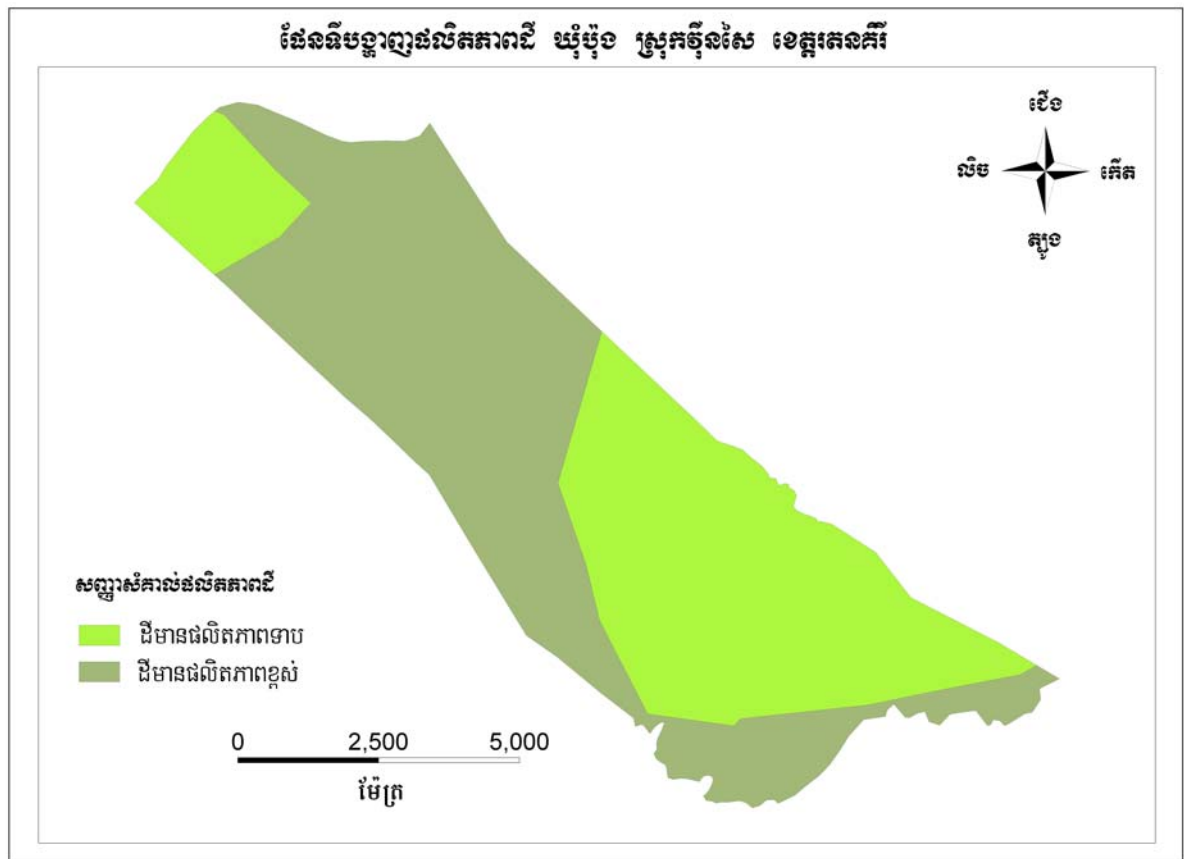 ផែនទីបង្ហាញផលិតភាពដី ឃុំប៉ុង ស្រុកវ៉ឺនសៃ ខេត្តរតនគិរី
ជើង
លិច
កើត
ត្បូង
សញ្ញាសំគាល់ផលិតភាពដី
ដីមានផលិតភាពទាប
ដីមានផលិតភាពខ្ពស់
0 2,500 5,000
ម៉ែត្រ